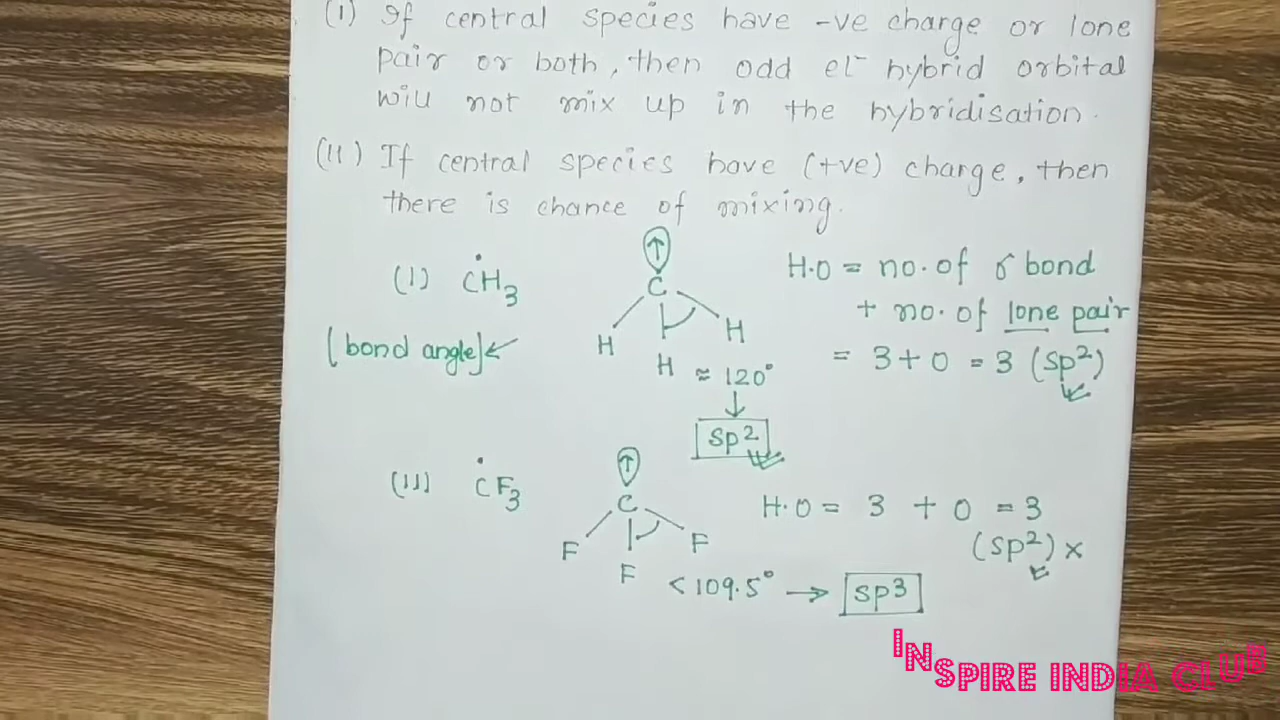 (I) If central species have -ve charge or lone
pair or both, then odd el⁻ hybrid orbital
will not mix up in the hybridisation.
(II) If central species have (+ve) charge, then
there is chance of mixing.
(I) ĊH₃
[bond angle]
↑
C
H H H
≈ 120°
sp²
H.O = no. of σ bond
+ no. of lone pair
= 3 + 0 = 3 (sp²)
(II) ĊF₃
↑
C
F F F
< 109.5° → sp³
H.O = 3 + 0 = 3
(sp²) ×
INSPIRE INDIA CLUB